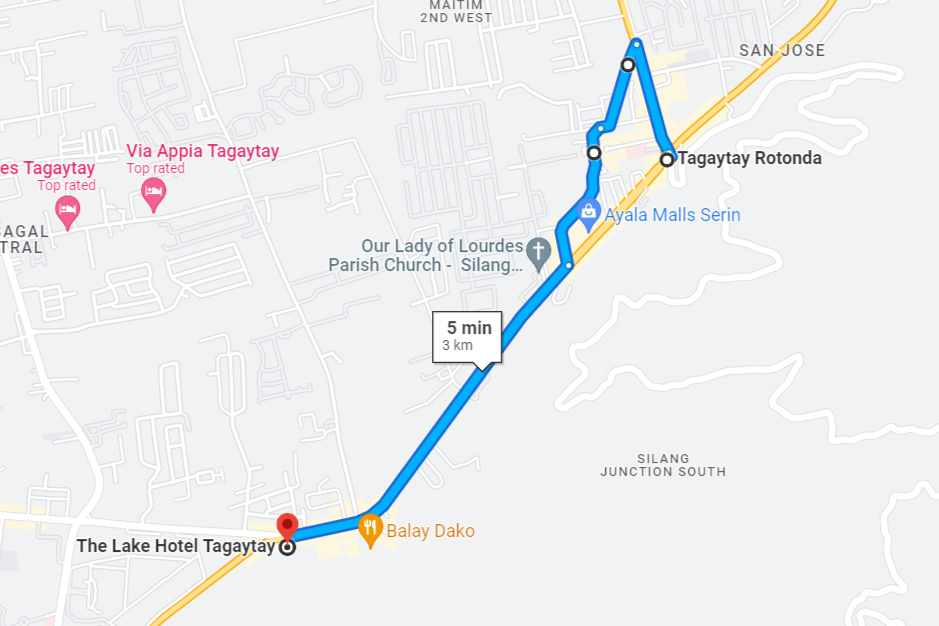 MAITIM
2ND WEST
SAN JOSE
Via Appia Tagaytay
Top rated
es Tagaytay
Top rated
Tagaytay Rotonda
Ayala Malls Serin
SAGAL
TRAL
Our Lady of Lourdes
Parish Church - Silang...
5 min
3 km
SILANG
JUNCTION SOUTH
Balay Dako
The Lake Hotel Tagaytay